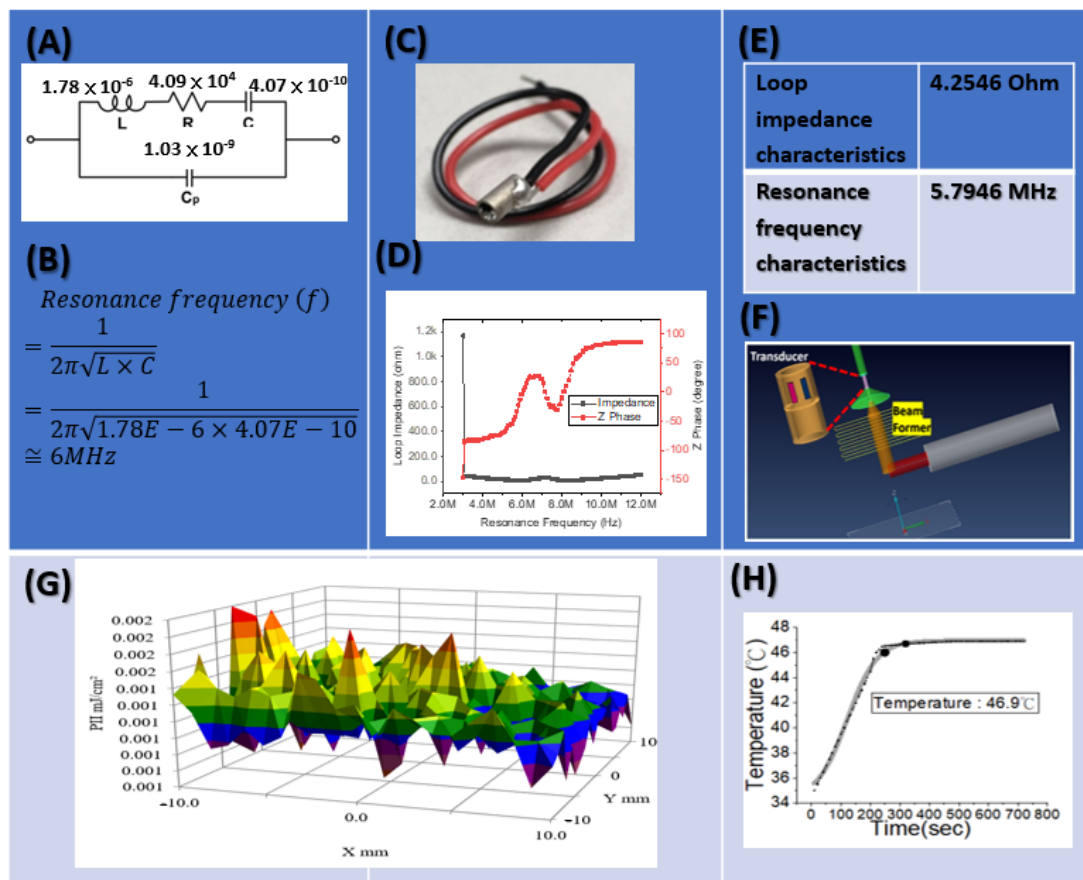 (A)
1.78 x 10⁻⁶
4.09 x 10⁴
4.07 x 10⁻¹⁰
L
R
C
1.03 x 10⁻⁹
Cₚ
(B)
Resonance frequency (f)
= 1 / 2π√L × C
= 1 / 2π√1.78E − 6 × 4.07E − 10
≅ 6MHz
(C)
(D)
1.2k
1.0k
800.0
600.0
400.0
200.0
0.0
Loop Impedance (ohm)
100
50
0
-50
-100
-150
Z Phase (degree)
Impedance
Z Phase
2.0M 4.0M 6.0M 8.0M 10.0M 12.0M
Resonance Frequency (Hz)
(E)
Loop
impedance
characteristics
4.2546 Ohm
Resonance
frequency
characteristics
5.7946 MHz
(F)
Transducer
Beam
Former
(G)
0.002
0.002
0.002
0.002
0.001
0.001
0.001
0.001
0.001
0.001
PII mJ/cm²
-10.0
0.0
10.0
X mm
10
0
-10
Y mm
(H)
48
46
44
42
40
38
36
34
Temperature (℃)
Temperature : 46.9℃
0 100 200 300 400 500 600 700 800
Time(sec)